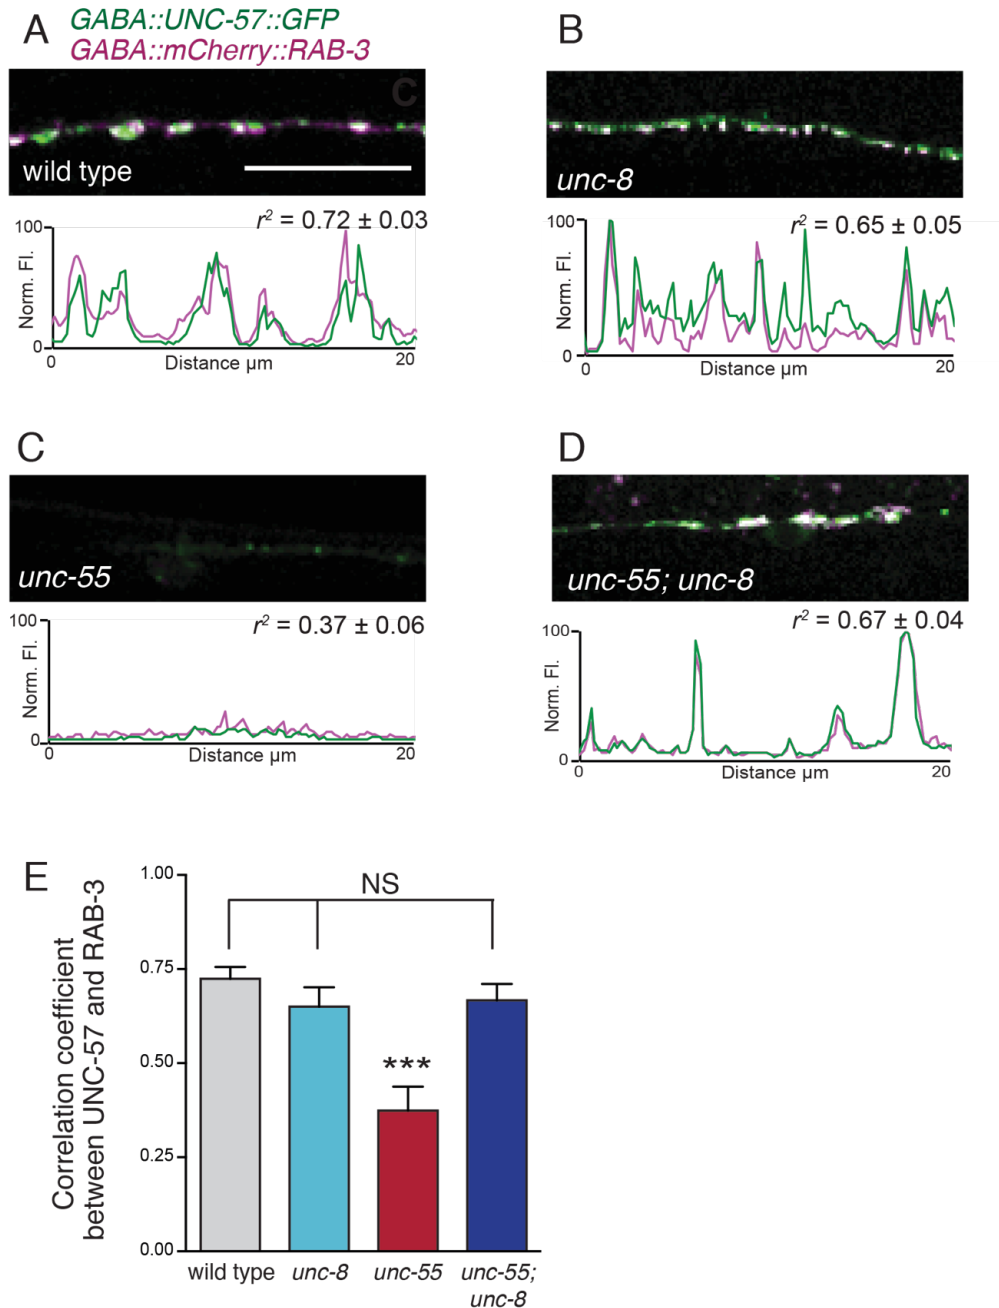 A
GABA::UNC-57::GFP
GABA::mCherry::RAB-3
C
wild type
r² = 0.72 ± 0.03
100
Norm. Fl.
0
0
Distance µm
20
B
unc-8
r² = 0.65 ± 0.05
100
Norm. Fl.
0
0
Distance µm
20
C
unc-55
r² = 0.37 ± 0.06
100
Norm. Fl.
0
0
Distance µm
20
D
unc-55; unc-8
r² = 0.67 ± 0.04
100
Norm. Fl.
0
0
Distance µm
20
E
Correlation coefficient
between UNC-57 and RAB-3
1.00
0.75
0.50
0.25
0.00
NS
***
wild type
unc-8
unc-55
unc-55;
unc-8